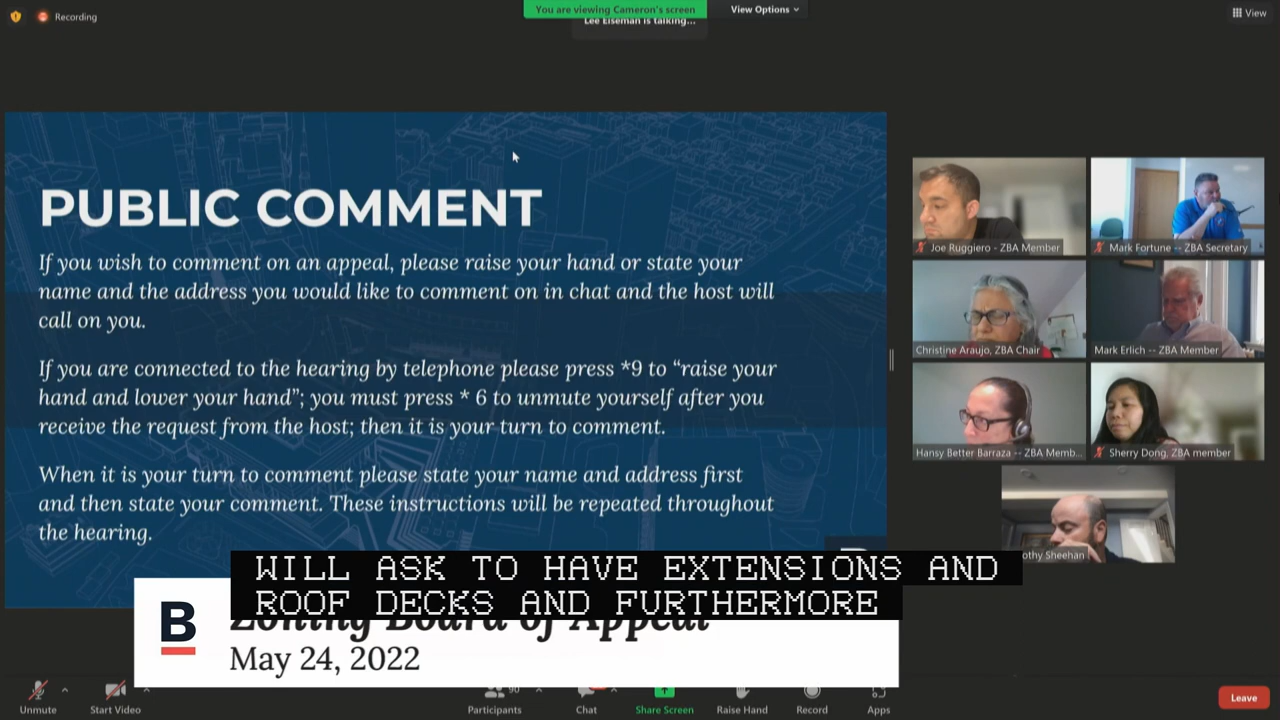 Recording
You are viewing Cameron's screen
View Options
View
Lee Eiseman is talking...
PUBLIC COMMENT
If you wish to comment on an appeal, please raise your hand or state your
name and the address you would like to comment on in chat and the host will
call on you.
If you are connected to the hearing by telephone please press *9 to “raise your
hand and lower your hand”; you must press * 6 to unmute yourself after you
receive the request from the host; then it is your turn to comment.
When it is your turn to comment please state your name and address first
and then state your comment. These instructions will be repeated throughout
the hearing.
Joe Ruggiero - ZBA Member
Mark Fortune -- ZBA Secretary
Christine Araujo, ZBA Chair
Mark Erlich -- ZBA Member
Hansy Better Barraza -- ZBA Memb...
Sherry Dong, ZBA member
othy Sheehan
WILL ASK TO HAVE EXTENSIONS AND
ROOF DECKS AND FURTHERMORE
B
Zoning Board of Appeal
May 24, 2022
Unmute
Start Video
Participants
90
Chat
Share Screen
Raise Hand
Record
Apps
Leave